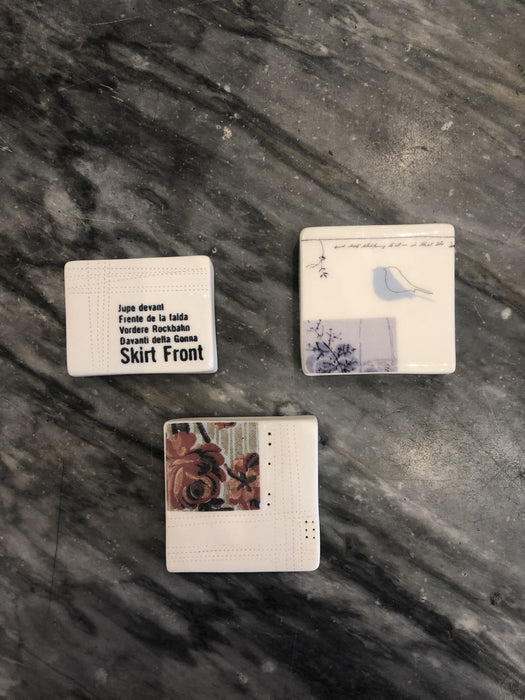 Jupe devant
Frente de la falda
Vordere Rockbahn
Davanti della Gonna
Skirt Front